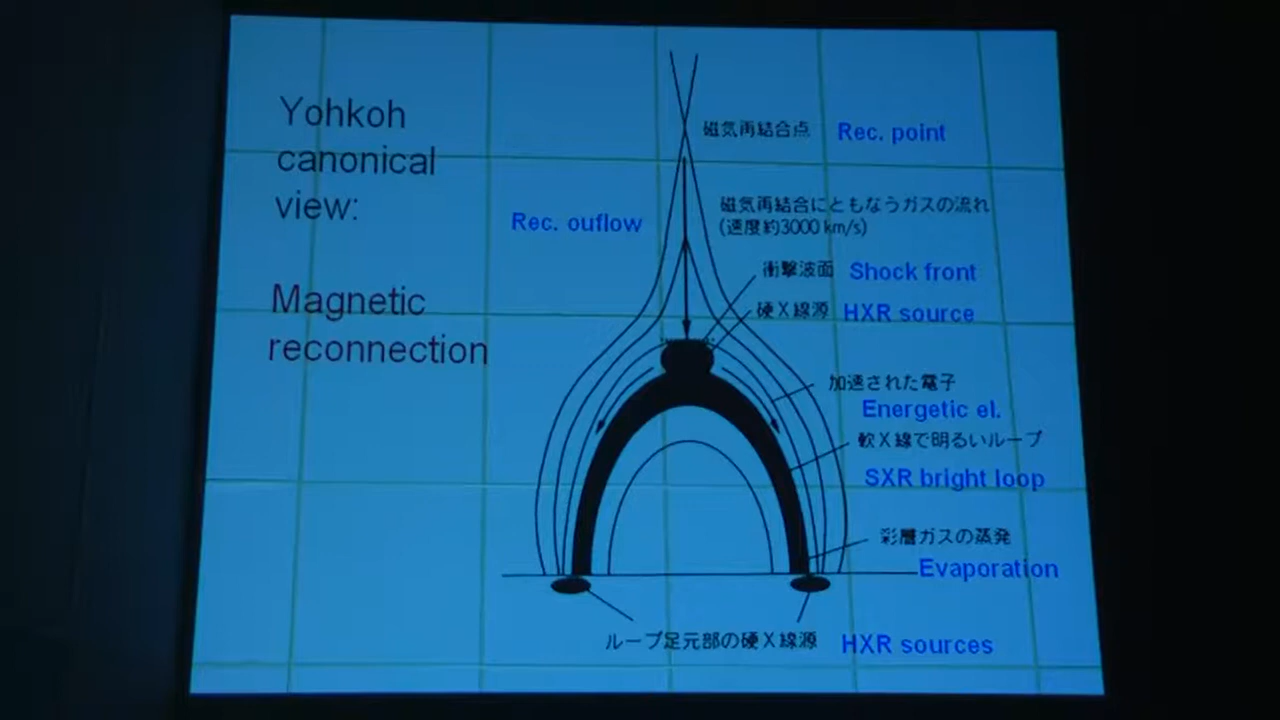 Yohkoh
canonical
view:
Magnetic
reconnection
磁気再結合点 Rec. point
Rec. ouflow
磁気再結合にともなうガスの流れ
(速度約3000 km/s)
衝撃波面 Shock front
硬X線源 HXR source
加速された電子
Energetic el.
軟X線で明るいループ
SXR bright loop
彩層ガスの蒸発
Evaporation
ループ足元部の硬X線源 HXR sources